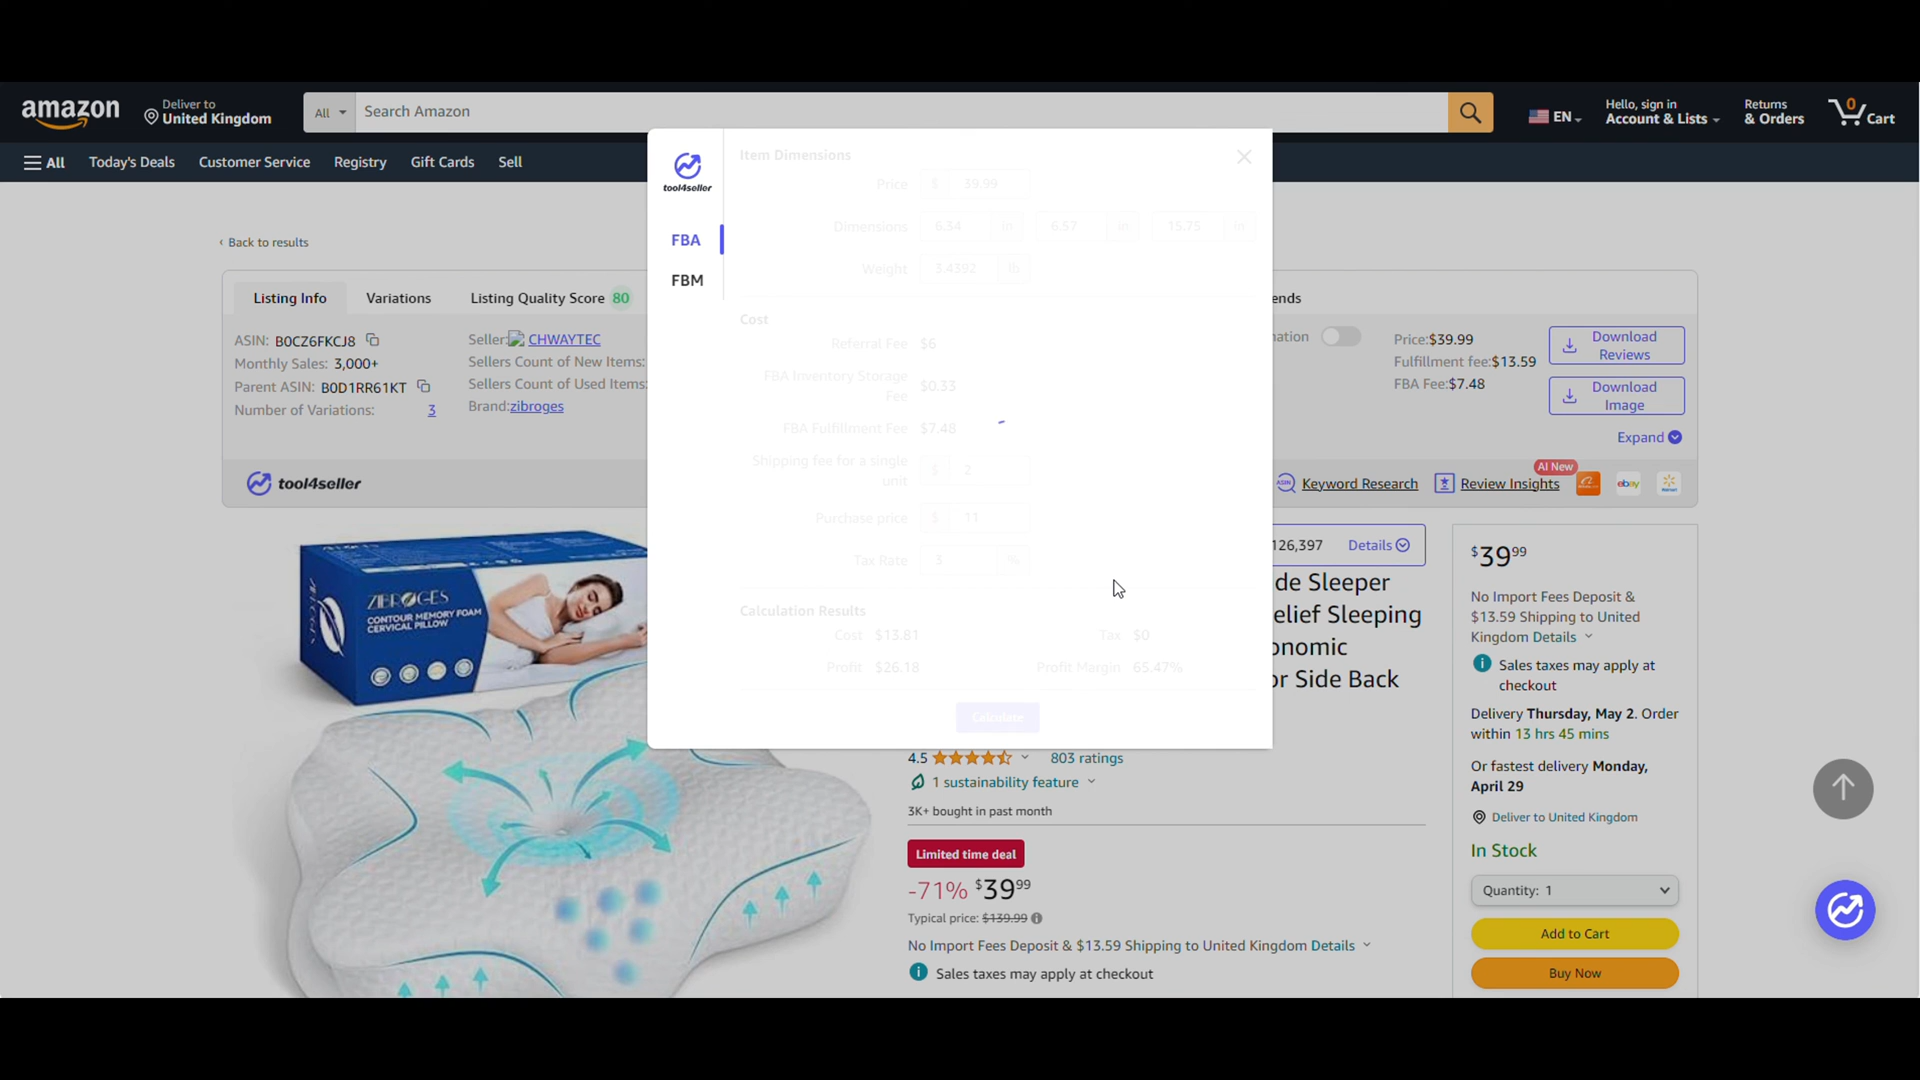 amazon
Deliver to
United Kingdom
All
Search Amazon
EN
Hello, sign in
Account & Lists
Returns
& Orders
0
Cart
All
Today's Deals
Customer Service
Registry
Gift Cards
Sell
‹ Back to results
Listing Info
Variations
Listing Quality Score 80
ends
ASIN: B0CZ6FKCJ8
Monthly Sales: 3,000+
Parent ASIN: B0D1RR61KT
Number of Variations: 3
Seller: CHWAYTEC
Sellers Count of New Items:
Sellers Count of Used Items:
Brand:zibroges
nation
Price:$39.99
Fulfillment fee:$13.59
FBA Fee:$7.48
Download
Reviews
Download
Image
Expand
tool4seller
Keyword Research
AI New
Review Insights
ebay
tool4seller
FBA
FBM
Item Dimensions
Price $ 39.99
Dimensions 6.34 in 6.57 in 15.75 in
Weight 3.4392 lb
Cost
Referral Fee $6
FBA Inventory Storage
Fee $0.33
FBA Fulfillment Fee $7.48
Shipping fee for a single
unit $ 2
Purchase price $ 11
Tax Rate 3 %
Calculation Results
Cost $13.81
Tax $0
Profit $26.18
Profit Margin 65.47%
Calculate
ZIBROGES
CONTOUR MEMORY FOAM
CERVICAL PILLOW
126,397
Details
de Sleeper
elief Sleeping
onomic
or Side Back
4.5
803 ratings
1 sustainability feature
3K+ bought in past month
Limited time deal
-71% $39 99
Typical price: $139.99
No Import Fees Deposit & $13.59 Shipping to United Kingdom Details
Sales taxes may apply at checkout
$39 99
No Import Fees Deposit &
$13.59 Shipping to United
Kingdom Details
Sales taxes may apply at
checkout
Delivery Thursday, May 2. Order
within 13 hrs 45 mins
Or fastest delivery Monday,
April 29
Deliver to United Kingdom
In Stock
Quantity: 1
Add to Cart
Buy Now